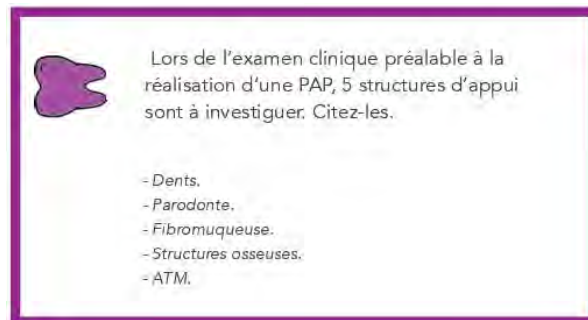 Lors de l'examen clinique préalable à la
réalisation d'une PAP, 5 structures d'appui
sont à investiguer. Citez-les.
- Dents.
- Parodonte.
- Fibromuqueuse.
- Structures osseuses.
- ATM.